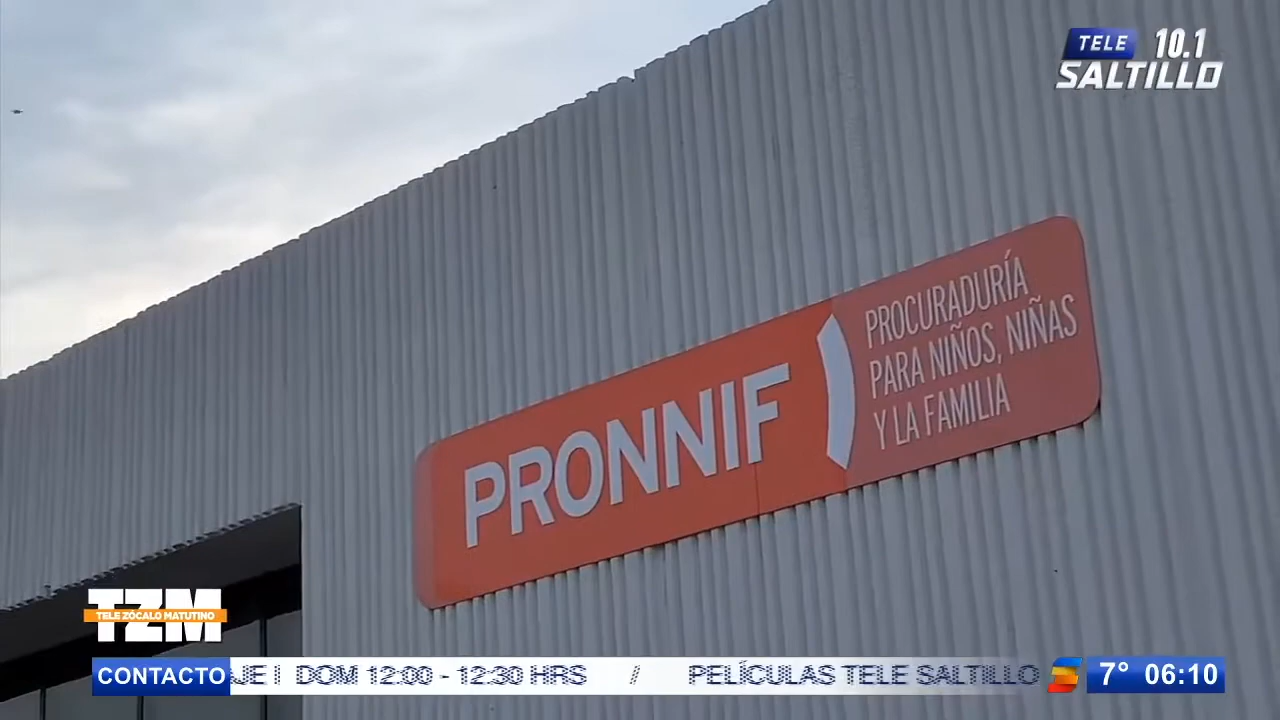 TELE 10.1
SALTILLO
PRONNIF
PROCURADURÍA
PARA NIÑOS, NIÑAS
Y LA FAMILIA
TZM
TELE ZÓCALO MATUTINO
CONTACTO
JE | DOM 12:00 - 12:30 HRS / PELÍCULAS TELE SALTILLO
7° 06:10